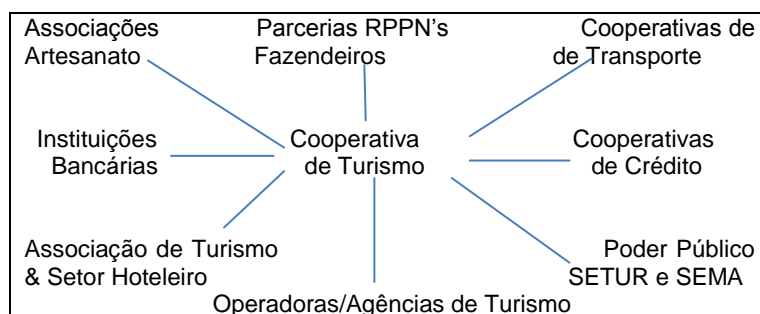 Associações
Artesanato
Parcerias RPPN's
Fazendeiros
Cooperativas de
de Transporte
Instituições
Bancárias
Cooperativa
de Turismo
Cooperativas
de Crédito
Associação de Turismo
& Setor Hoteleiro
Poder Público
SETUR e SEMA
Operadoras/Agências de Turismo